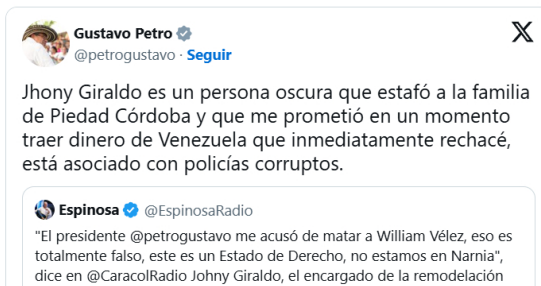 Gustavo Petro
@petrogustavo · Seguir
Jhony Giraldo es un persona oscura que estafó a la familia
de Piedad Córdoba y que me prometió en un momento
traer dinero de Venezuela que inmediatamente rechacé,
está asociado con policías corruptos.
Espinosa @EspinosaRadio
"El presidente @petrogustavo me acusó de matar a William Vélez, eso es
totalmente falso, este es un Estado de Derecho, no estamos en Narnia",
dice en @CaracolRadio Johny Giraldo, el encargado de la remodelación